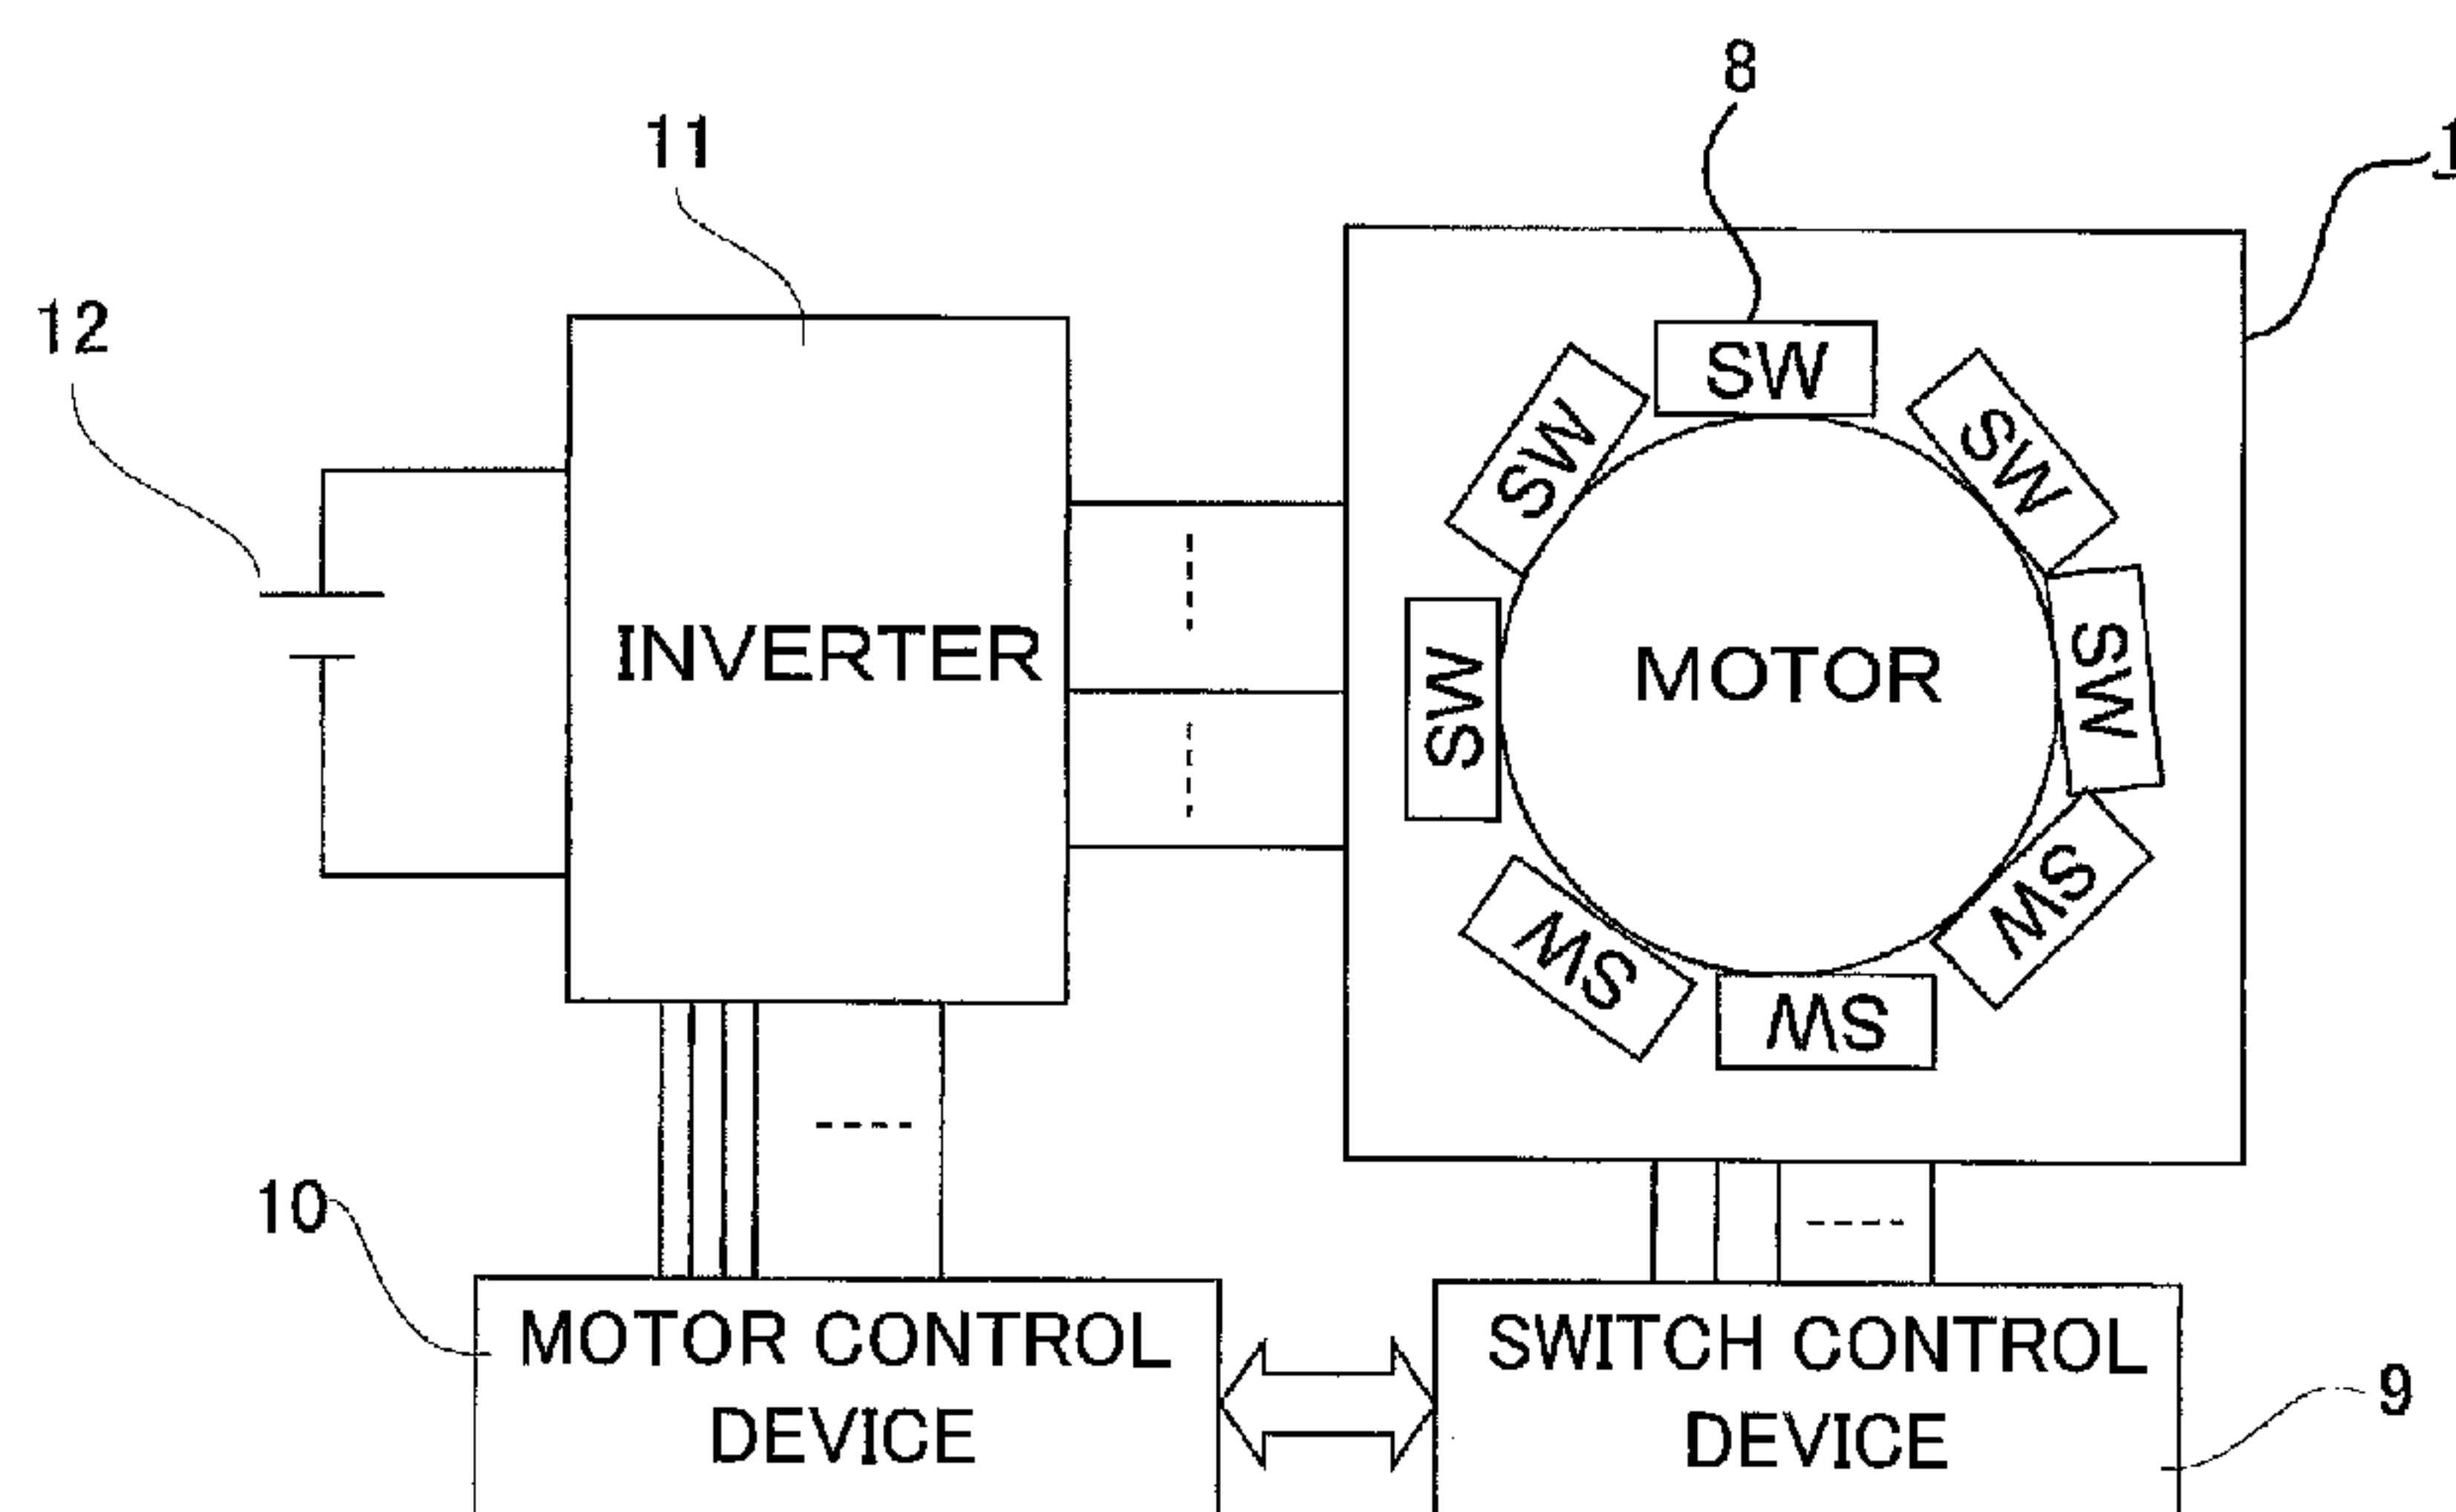 8
11
1
12
SW
SW
SW
SW
SW
SW
SW
SW
INVERTER
MOTOR
10
MOTOR CONTROL
DEVICE
SWITCH CONTROL
DEVICE
9